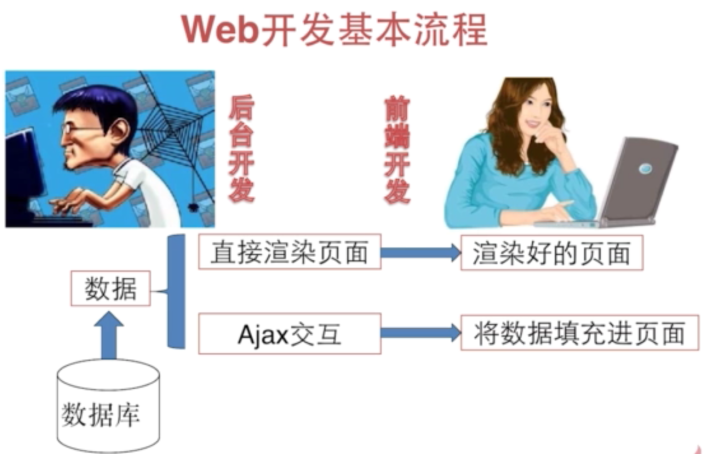 Web开发基本流程
后台开发
前端开发
直接渲染页面
渲染好的页面
数据
Ajax交互
将数据填充进页面
数据库